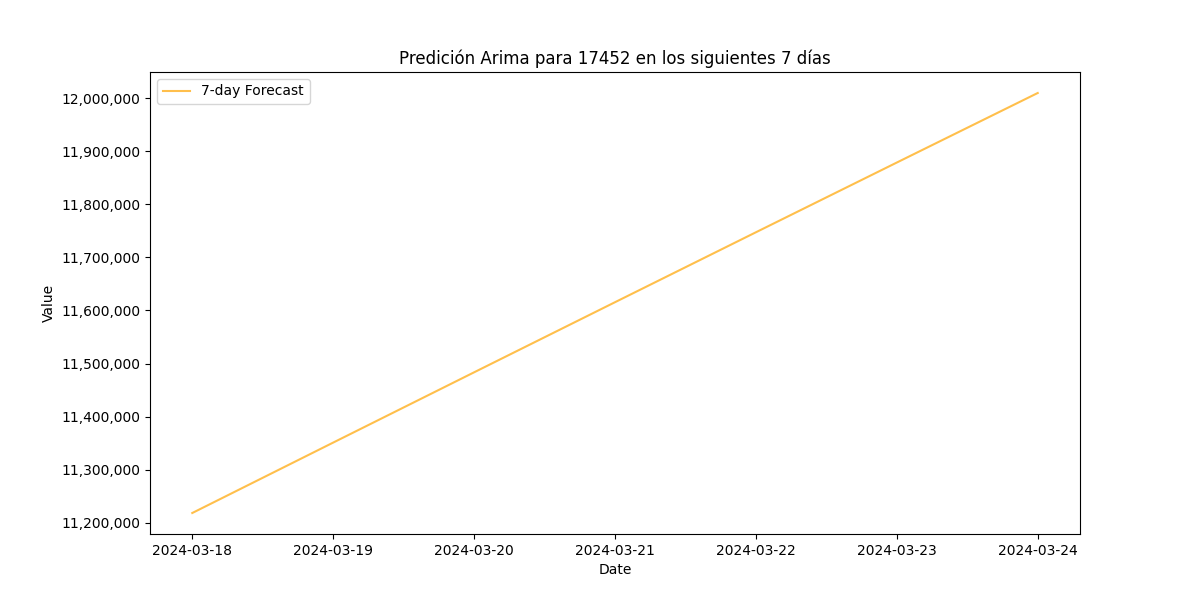 Predición Arima para 17452 en los siguientes 7 días
7-day Forecast
12,000,000
11,900,000
11,800,000
11,700,000
11,600,000
11,500,000
11,400,000
11,300,000
11,200,000
Value
2024-03-18 2024-03-19 2024-03-20 2024-03-21 2024-03-22 2024-03-23 2024-03-24
Date